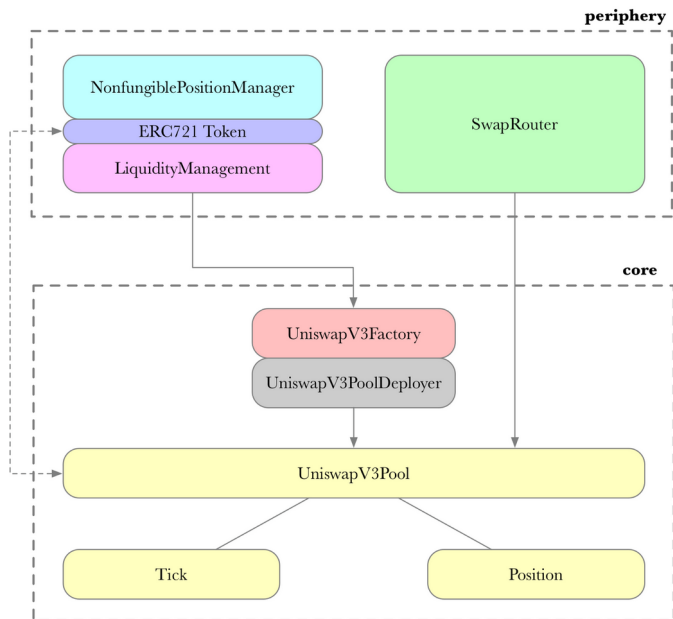 periphery
NonfungiblePositionManager
ERC721 Token
LiquidityManagement
SwapRouter
core
UniswapV3Factory
UniswapV3PoolDeployer
UniswapV3Pool
Tick
Position